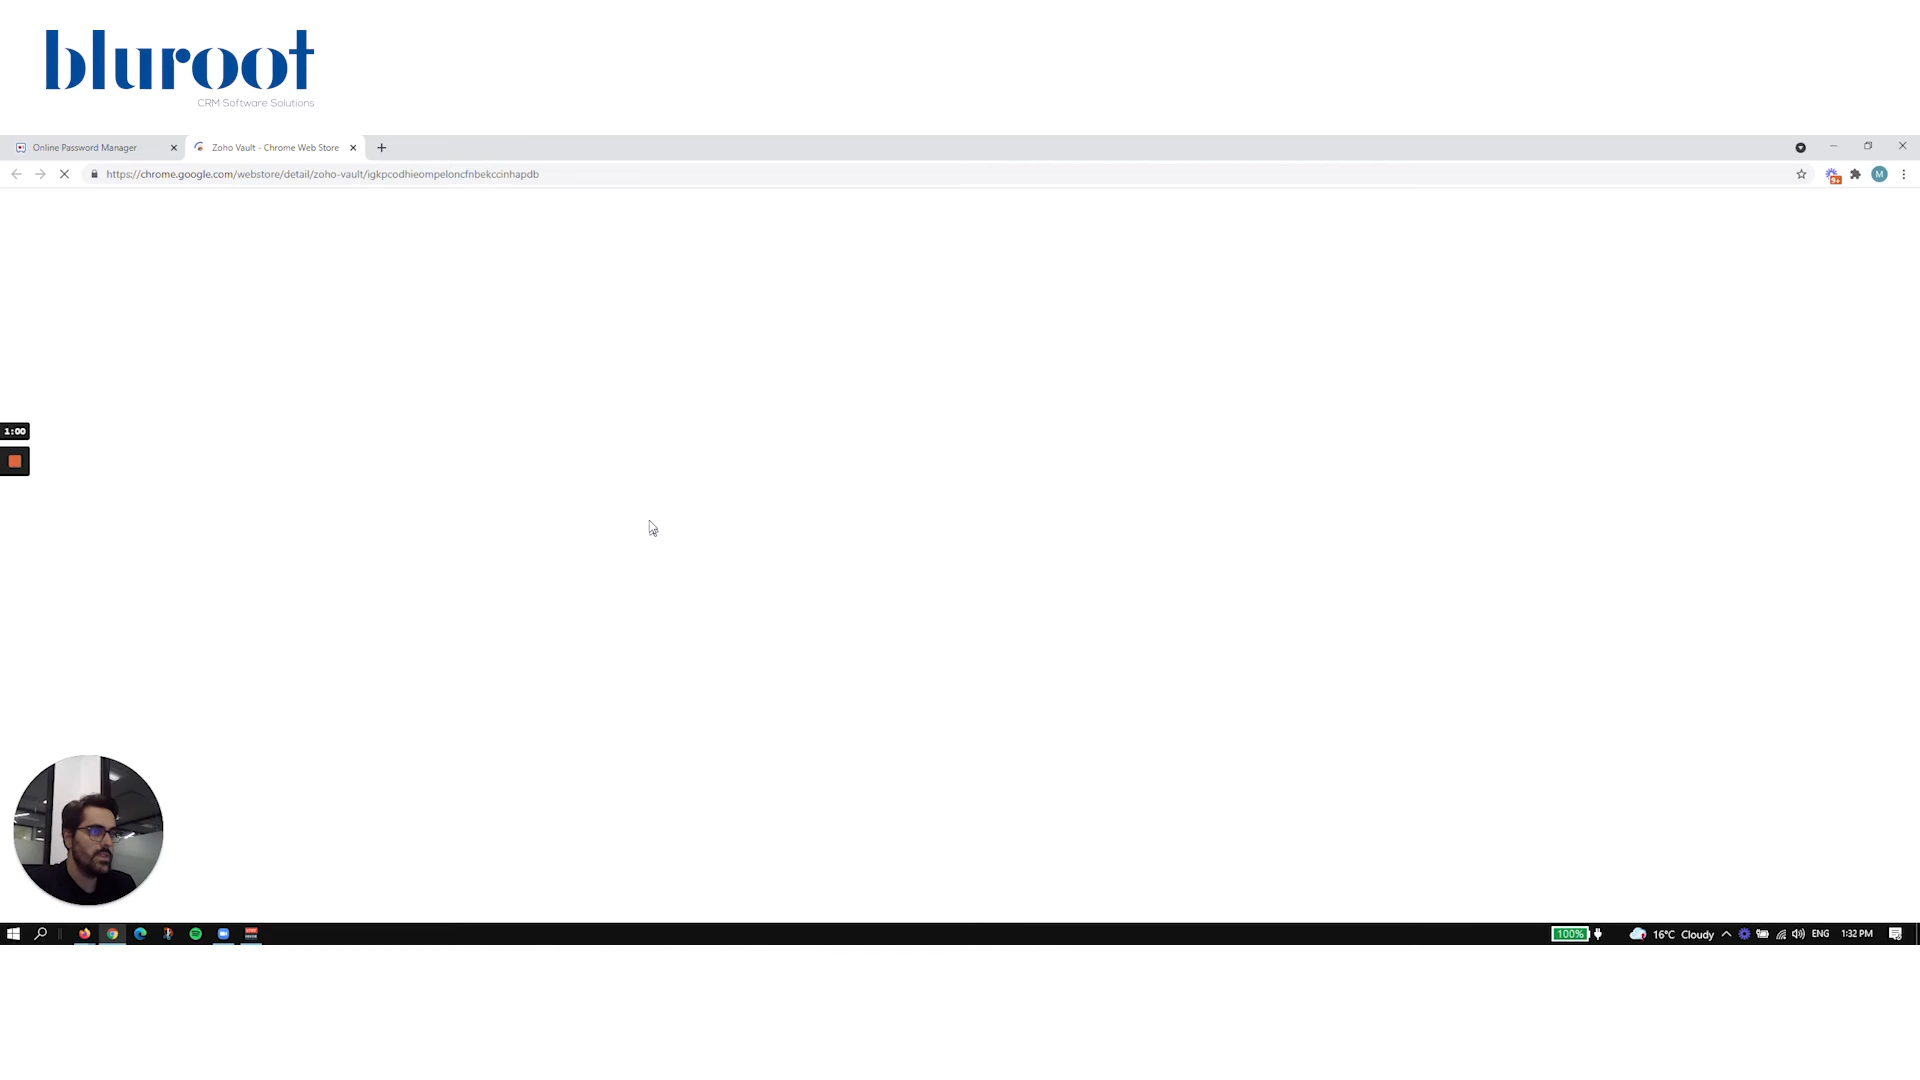 bluroot
CRM Software Solutions
Online Password Manager
Zoho Vault - Chrome Web Store
https://chrome.google.com/webstore/detail/zoho-vault/igkpcodhieompeloncfnbekccinhapdb
9+
M
1:00
100%
16°C Cloudy
ENG
1:32 PM